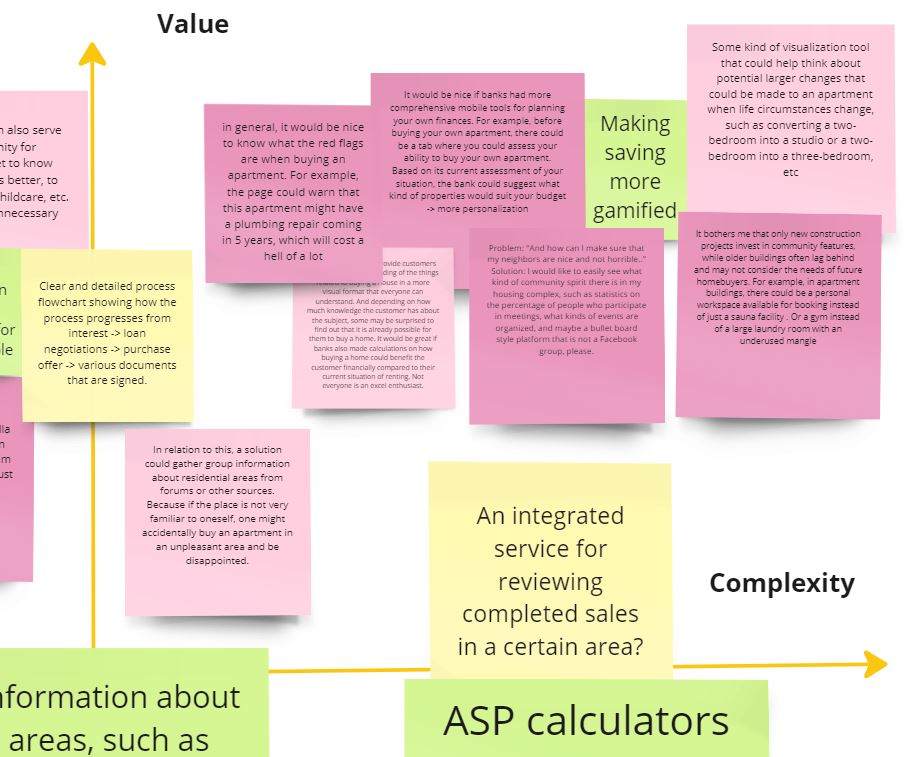 Value
also serve
nity for
et to know
s better, to
hildcare, etc.
nnecessary
in general, it would be nice
to know what the red flags
are when buying an
apartment. For example,
the page could warn that
this apartment might have
a plumbing repair coming
in 5 years, which will cost a
hell of a lot
It would be nice if banks had more
comprehensive mobile tools for planning
your own finances. For example, before
buying your own apartment, there could
be a tab where you could assess your
ability to buy your own apartment.
Based on its current assessment of your
situation, the bank could suggest what
kind of properties would suit your budget
-> more personalization
Making
saving
more
gamified
Some kind of visualization tool
that could help think about
potential larger changes that
could be made to an apartment
when life circumstances change,
such as converting a two-
bedroom into a studio or a two-
bedroom into a three-bedroom,
etc
n
for
le
Clear and detailed process
flowchart showing how the
process progresses from
interest -> loan
negotiations -> purchase
offer -> various documents
that are signed.
ovide customers
ding of the things
buying a house in a more
visual format that everyone can
understand. And depending on how
much knowledge the customer has about
the subject, some may be surprised to
find out that it is already possible for
them to buy a home. It would be great if
banks also made calculations on how
buying a home could benefit the
customer financially compared to their
current situation of renting. Not
everyone is an excel enthusiast.
Problem: "And how can I make sure that
my neighbors are nice and not horrible.."
Solution: I would like to easily see what
kind of community spirit there is in my
housing complex, such as statistics on
the percentage of people who participate
in meetings, what kinds of events are
organized, and maybe a bullet board
style platform that is not a Facebook
group, please.
It bothers me that only new construction
projects invest in community features,
while older buildings often lag behind
and may not consider the needs of future
homebuyers. For example, in apartment
buildings, there could be a personal
workspace available for booking instead
of just a sauna facility . Or a gym instead
of a large laundry room with an
underused mangle
lla
n
m
ust
In relation to this, a solution
could gather group information
about residential areas from
forums or other sources.
Because if the place is not very
familiar to oneself, one might
accidentally buy an apartment in
an unpleasant area and be
disappointed.
An integrated
service for
reviewing
completed sales
in a certain area?
Complexity
nformation about
areas, such as
ASP calculators